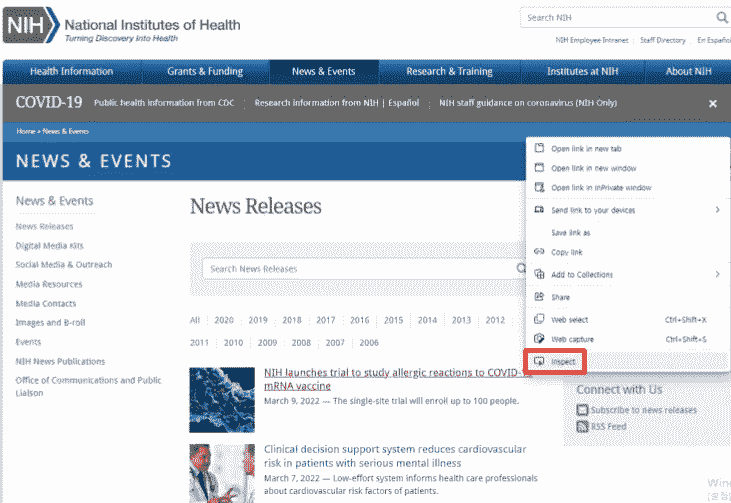 NIH
National Institutes of Health
Turning Discovery Into Health
Search NIH
NIH Employee Intranet
Staff Directory
En Español
Health Information
Grants & Funding
News & Events
Research & Training
Institutes at NIH
About NIH
COVID-19
Public health information from CDC
Research information from NIH | Español
NIH staff guidance on coronavirus (NIH Only)
Home » News & Events
NEWS & EVENTS
News & Events
News Releases
Digital Media Kits
Social Media & Outreach
Media Resources
Media Contacts
Images and B-roll
Events
NIH News Publications
Office of Communications and Public
Liaison
News Releases
Search News Releases
All 2020 2019 2018 2017 2016 2015 2014 2013 2012
2011 2010 2009 2008 2007 2006
NIH launches trial to study allergic reactions to COVID-19
mRNA vaccine
March 9, 2022 — The single-site trial will enroll up to 100 people.
Clinical decision support system reduces cardiovascular
risk in patients with serious mental illness
March 7, 2022 — Low-effort system informs health care professionals
about cardiovascular risk factors of patients.
Open link in new tab
Open link in new window
Open link in InPrivate window
Send link to your devices
Save link as
Copy link
Add to Collections
Share
Web select Ctrl+Shift+X
Web capture Ctrl+Shift+S
Inspect
Connect with Us
Subscribe to news releases
RSS Feed